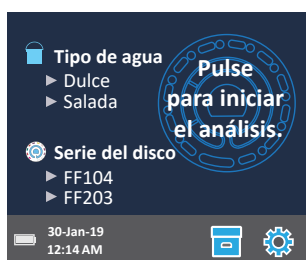 Tipo de agua
► Dulce
► Salada
Serie del disco
► FF104
► FF203
Pulse
para iniciar
el análisis.
30-Jan-19
12:14 AM